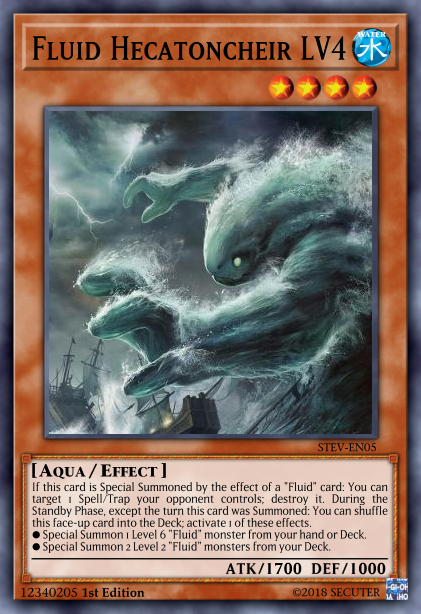 Fluid Hecatoncheir LV4
WATER
水
STEV-EN05
[ Aqua / Effect ]
If this card is Special Summoned by the effect of a "Fluid" card: You can
target 1 Spell/Trap your opponent controls; destroy it. During the
Standby Phase, except the turn this card was Summoned: You can shuffle
this face-up card into the Deck; activate 1 of these effects.
● Special Summon 1 Level 6 "Fluid" monster from your hand or Deck.
● Special Summon 2 Level 2 "Fluid" monsters from your Deck.
ATK/1700 DEF/1000
12340205 1st Edition
©2018 SECUTER